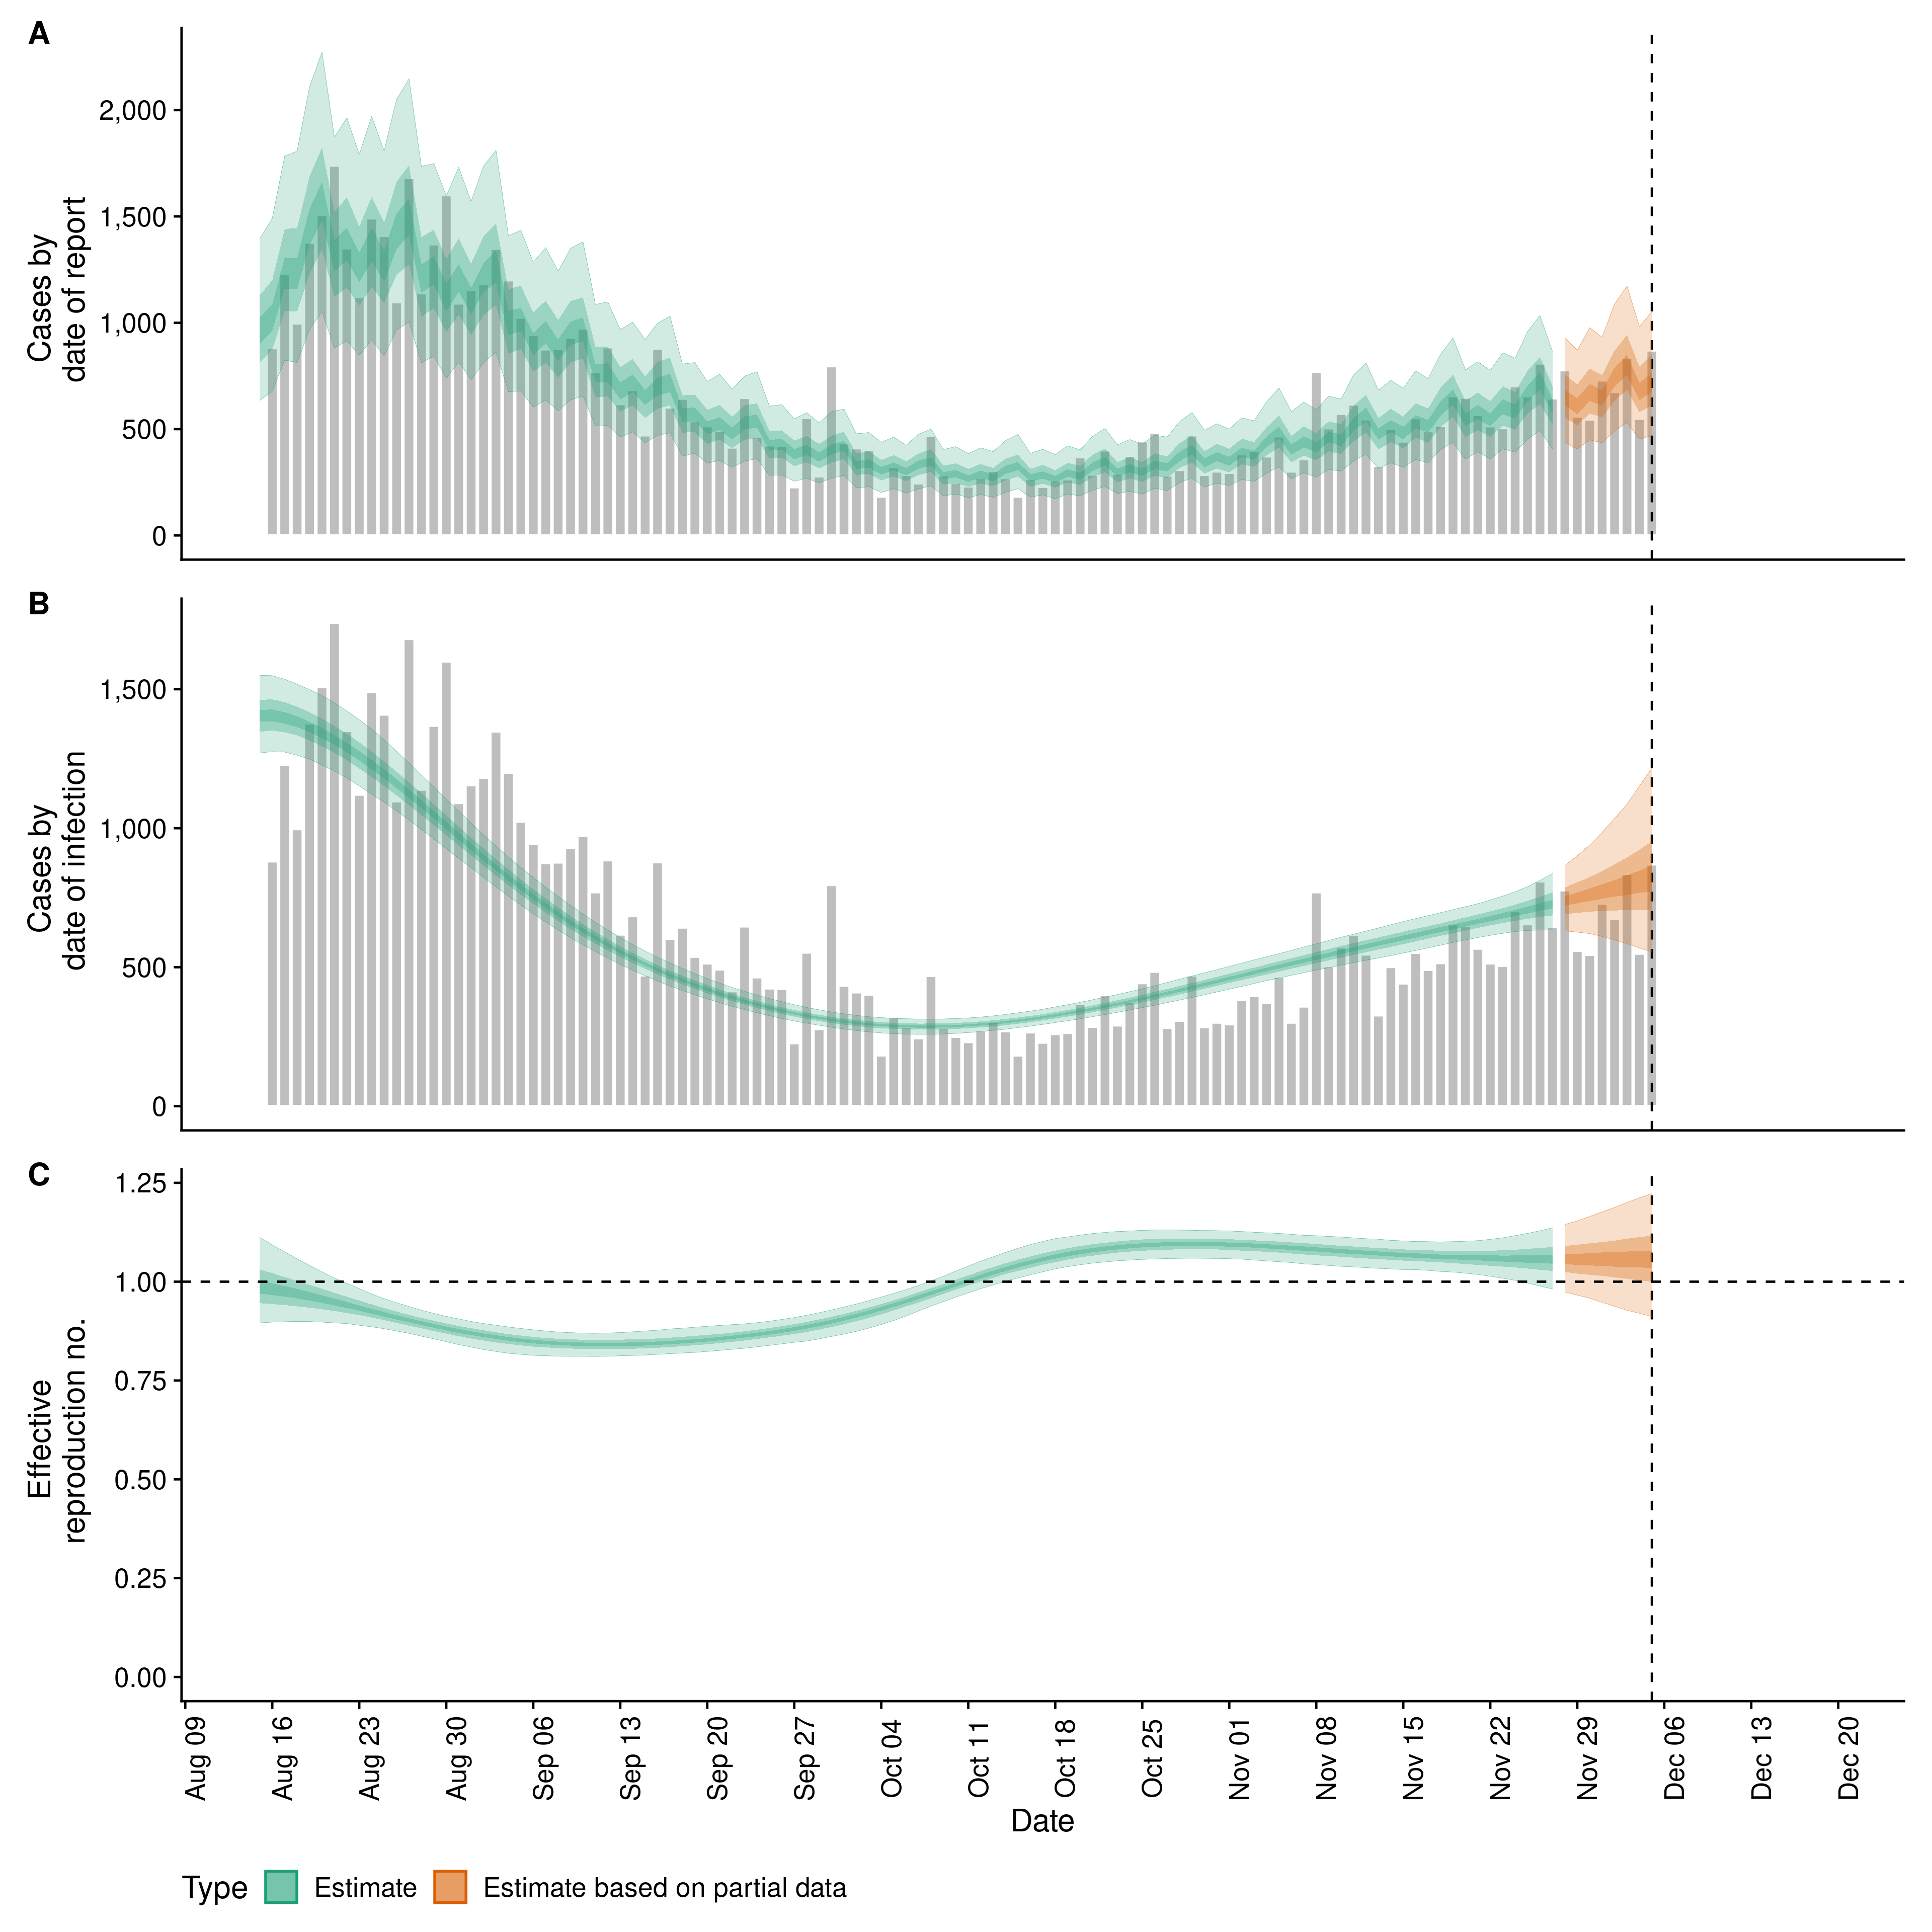 A
2,000
1,500
1,000
500
0
Cases by
date of report
B
1,500
1,000
500
0
Cases by
date of infection
C
1.25
1.00
0.75
0.50
0.25
0.00
Effective
reproduction no.
Aug 09
Aug 16
Aug 23
Aug 30
Sep 06
Sep 13
Sep 20
Sep 27
Oct 04
Oct 11
Oct 18
Oct 25
Nov 01
Nov 08
Nov 15
Nov 22
Nov 29
Dec 06
Dec 13
Dec 20
Date
Type Estimate Estimate based on partial data